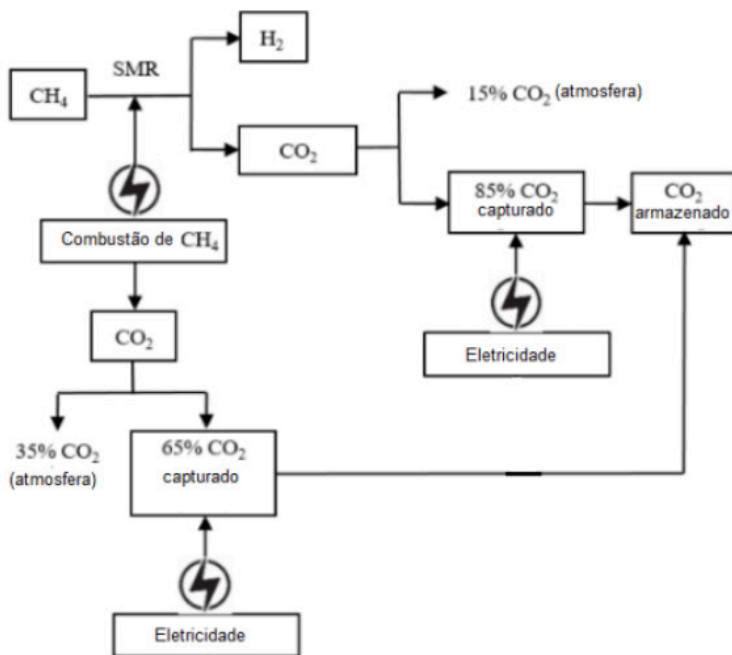 H₂
SMR
CH₄
15% CO₂ (atmosfera)
CO₂
85% CO₂
capturado
CO₂
armazenado
Combustão de CH₄
CO₂
Eletricidade
35% CO₂
(atmosfera)
65% CO₂
capturado
Eletricidade